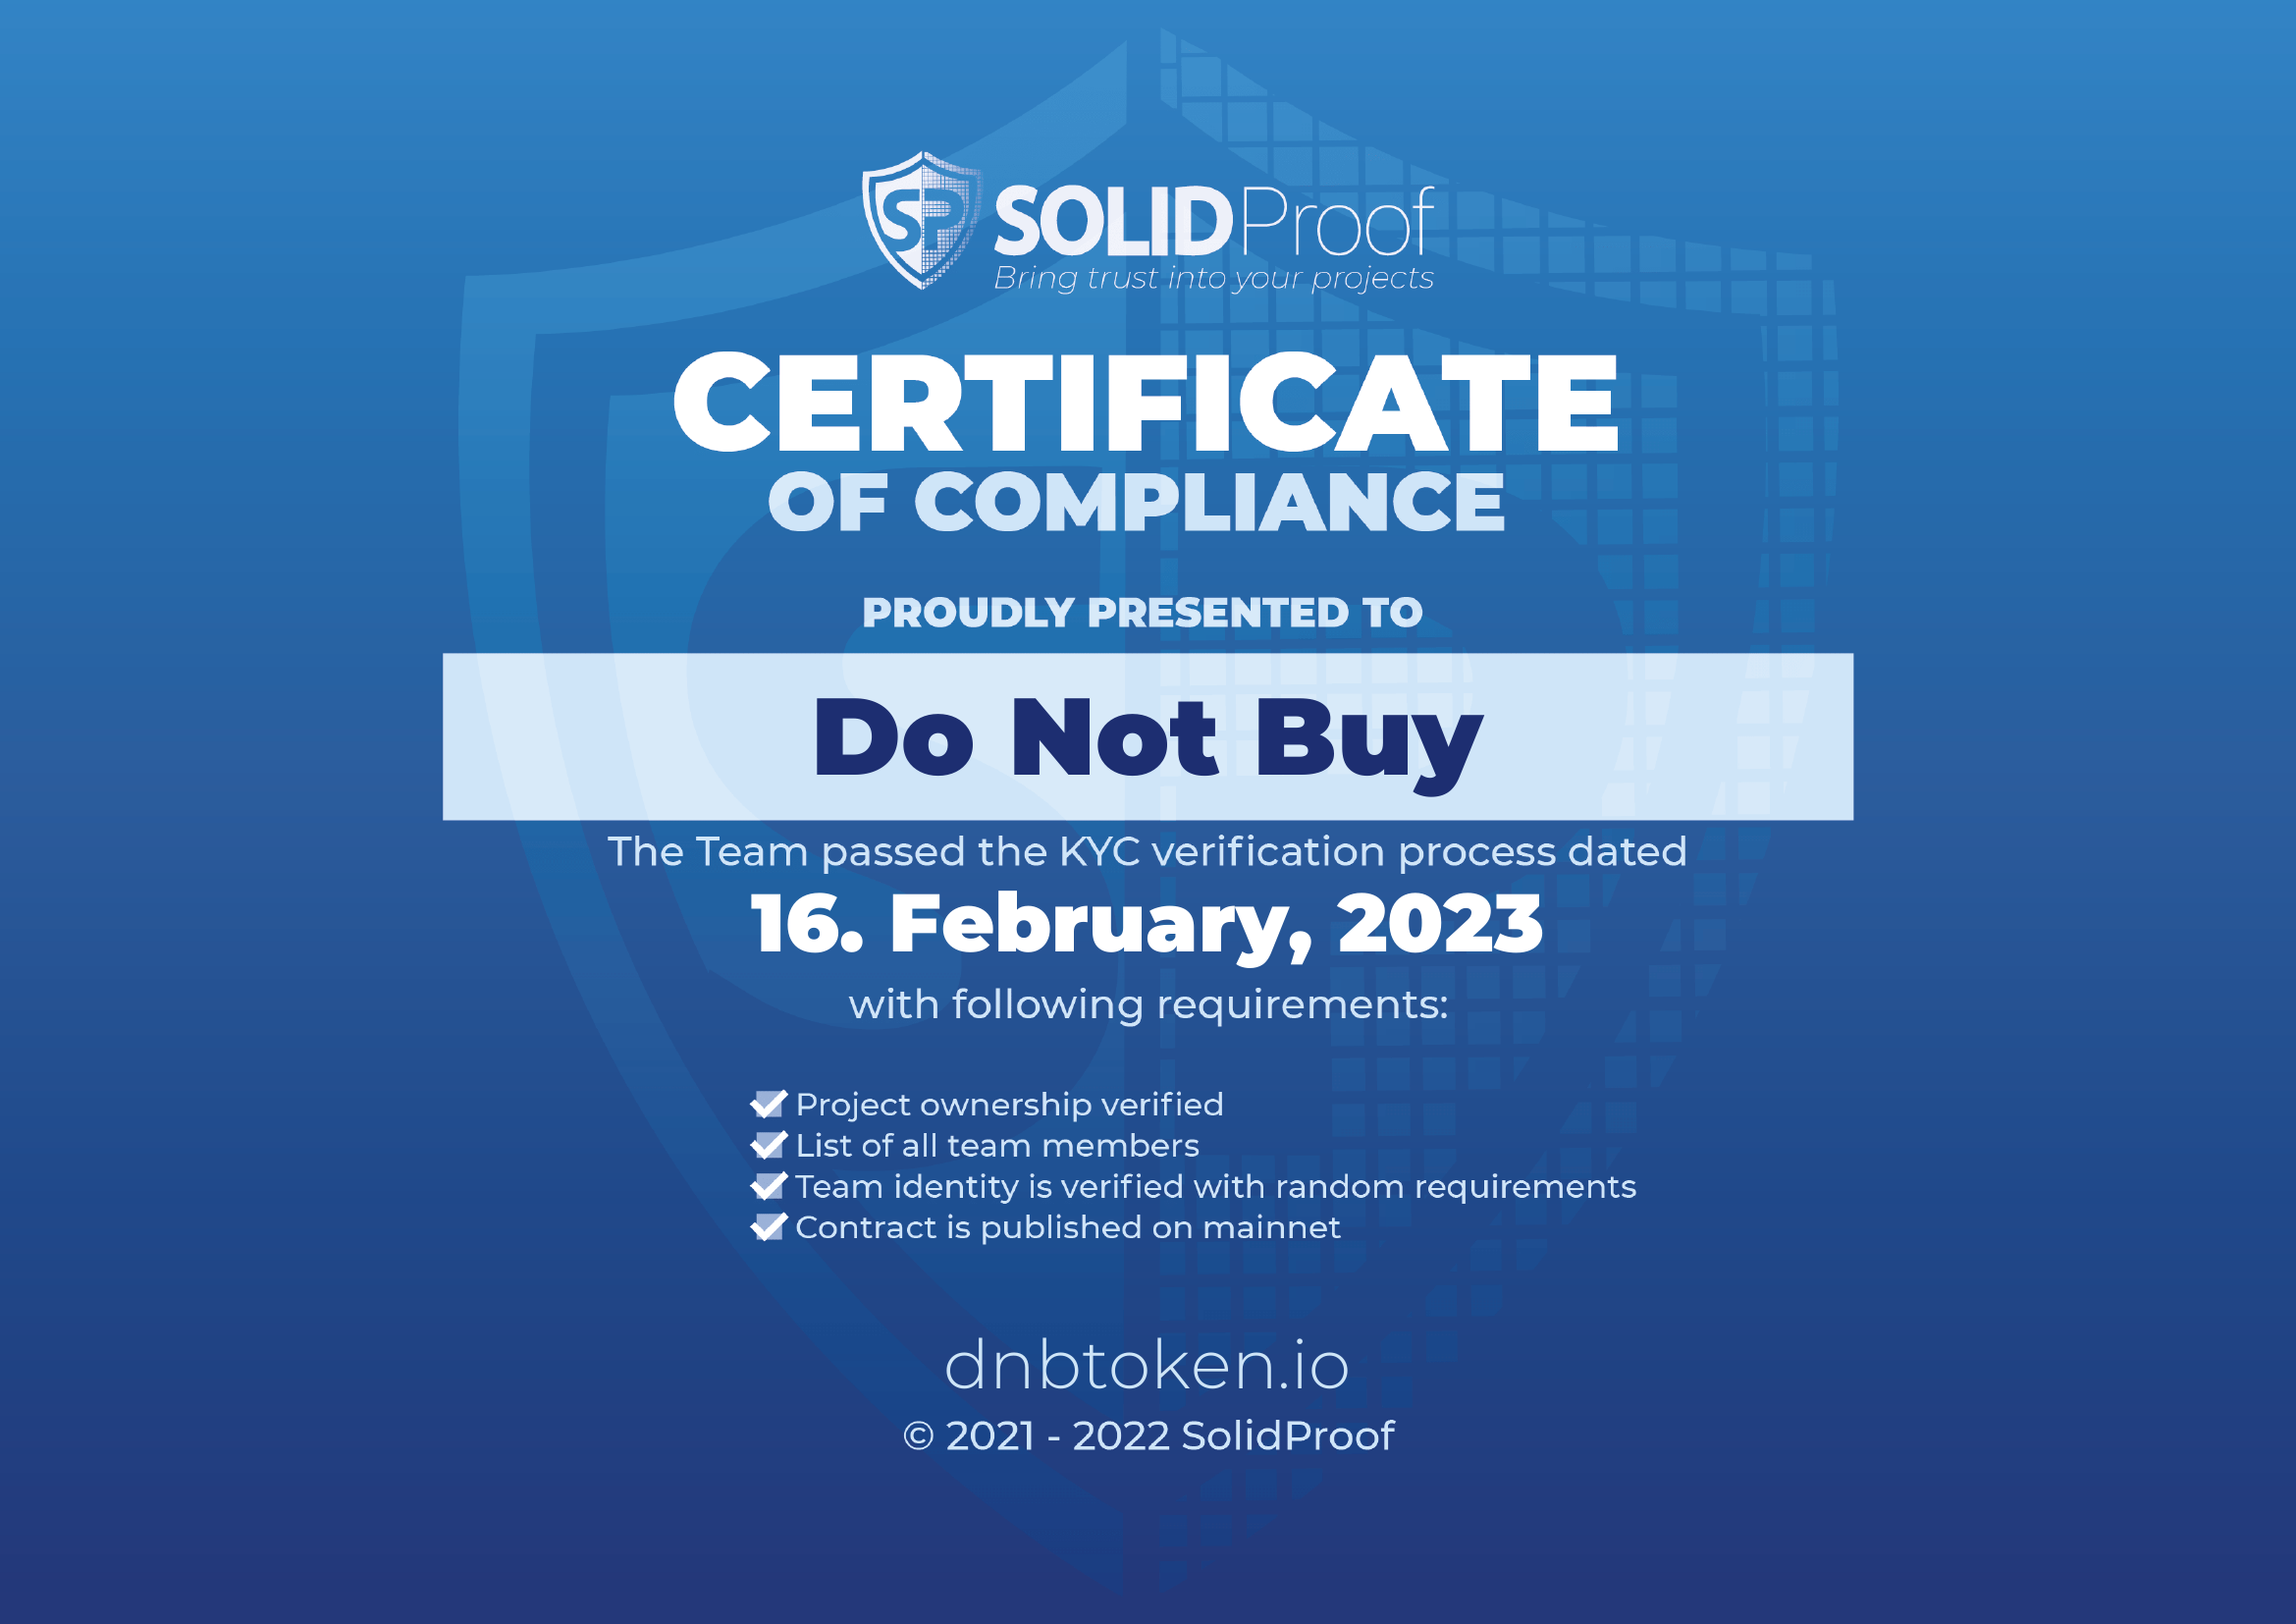 SP SOLIDProof
Bring trust into your projects
CERTIFICATE
OF COMPLIANCE
PROUDLY PRESENTED TO
Do Not Buy
The Team passed the KYC verification process dated
16. February, 2023
with following requirements:
Project ownership verified
List of all team members
Team identity is verified with random requirements
Contract is published on mainnet
dnbtoken.io
© 2021 - 2022 SolidProof